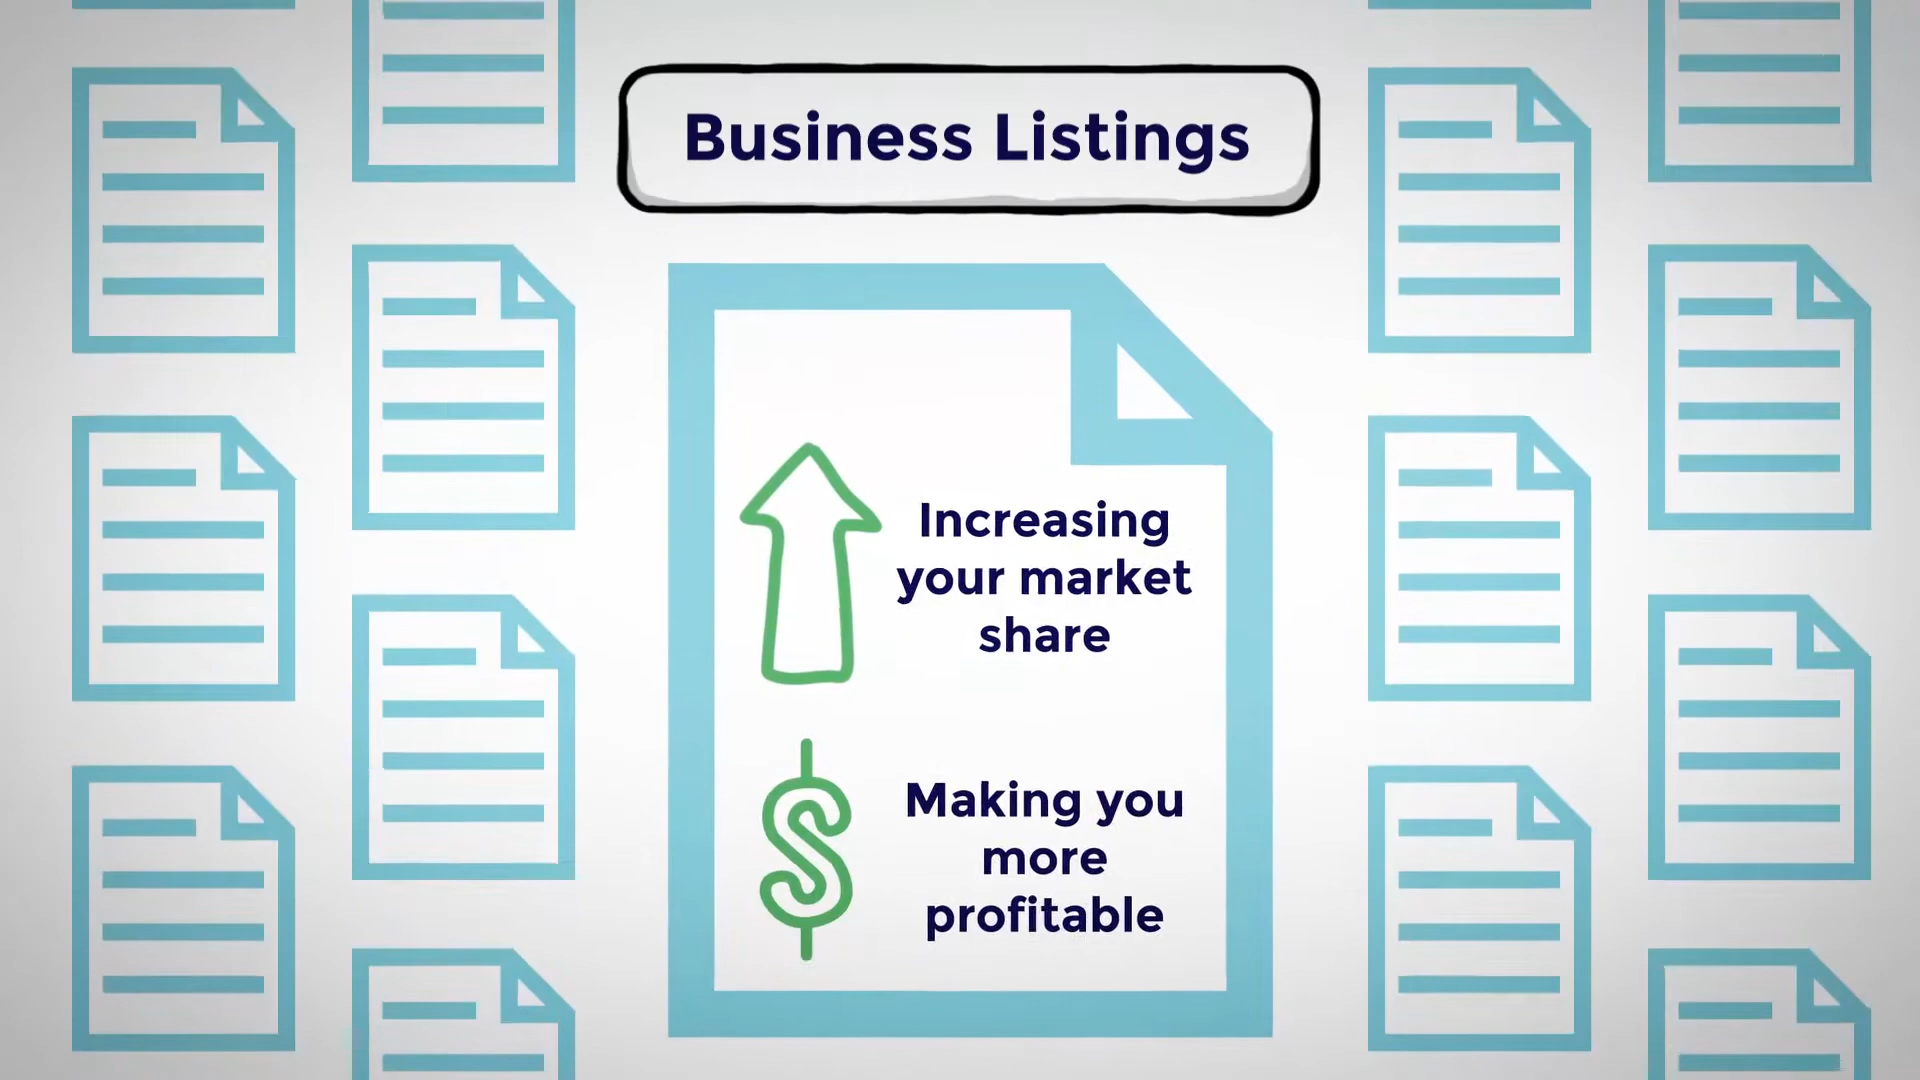 Business Listings
Increasing
your market
share
Making you
more
profitable